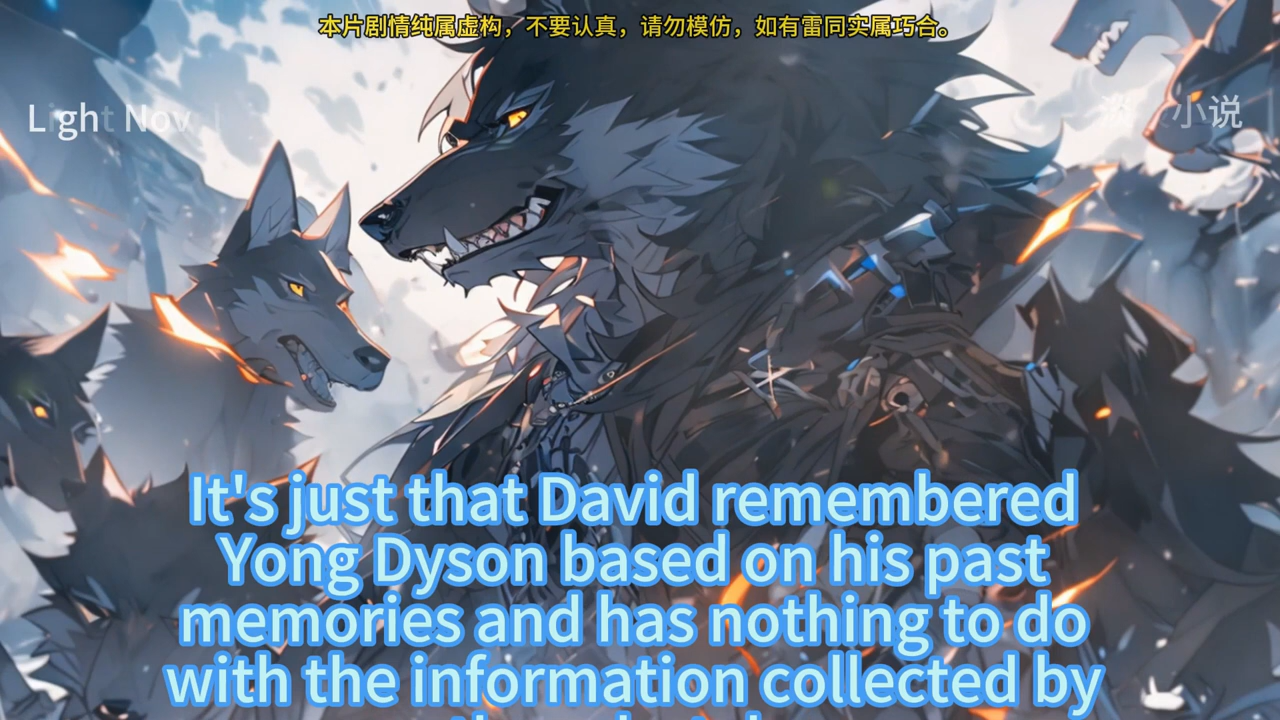 本片剧情纯属虚构，不要认真，请勿模仿，如有雷同实属巧合。
Light Nov
小说
It's just that David remembered
Yong Dyson based on his past
memories and has nothing to do
with the information collected by